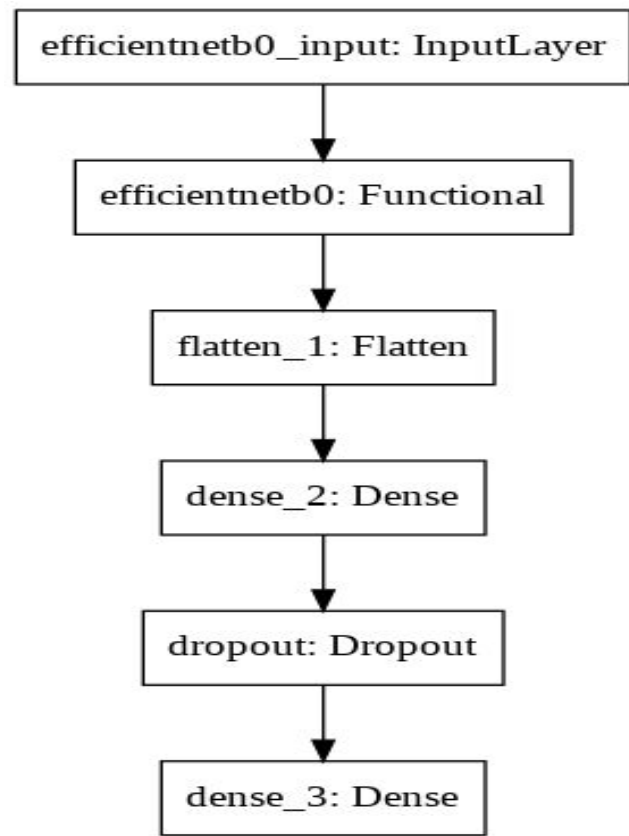 efficientnetb0_input: InputLayer
efficientnetb0: Functional
flatten_1: Flatten
dense_2: Dense
dropout: Dropout
dense_3: Dense